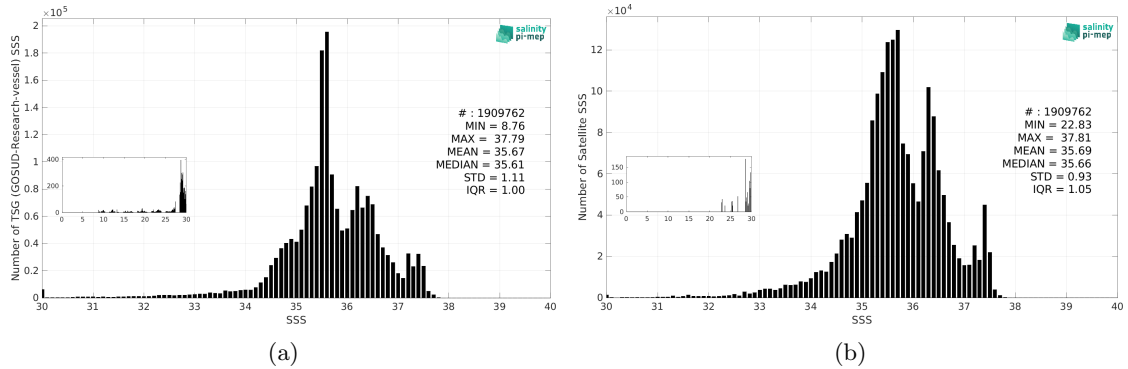 ×10⁵
salinity
pi-mep
Number of TSG (GOSUD-Research-vessel) SSS
2
1.8
1.6
1.4
1.2
1
0.8
0.6
0.4
0.2
0
# : 1909762
MIN = 8.76
MAX = 37.79
MEAN = 35.67
MEDIAN = 35.61
STD = 1.11
IQR = 1.00
400
200
0
0 5 10 15 20 25 30
30 31 32 33 34 35 36 37 38 39 40
SSS
(a)
×10⁴
salinity
pi-mep
Number of Satellite SSS
12
10
8
6
4
2
0
# : 1909762
MIN = 22.83
MAX = 37.81
MEAN = 35.69
MEDIAN = 35.66
STD = 0.93
IQR = 1.05
150
100
50
0
0 5 10 15 20 25 30
30 31 32 33 34 35 36 37 38 39 40
SSS
(b)